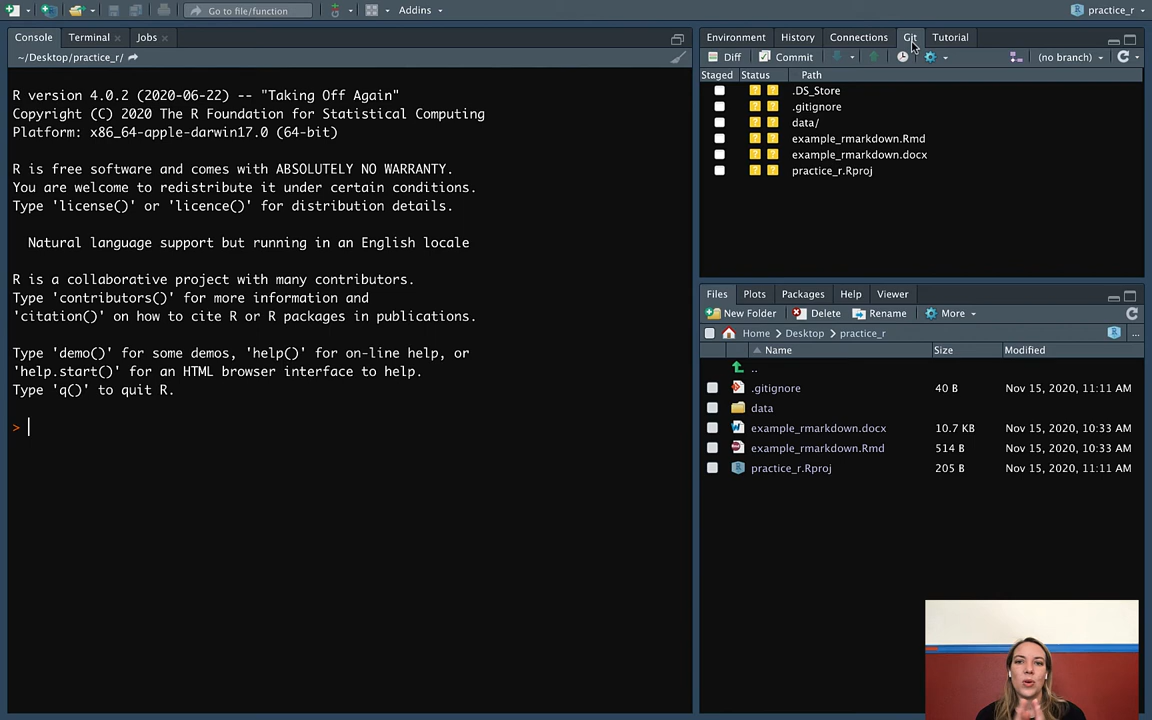 Go to file/function
Addins
practice_r
Console
Terminal
Jobs
~/Desktop/practice_r/
R version 4.0.2 (2020-06-22) -- "Taking Off Again"
Copyright (C) 2020 The R Foundation for Statistical Computing
Platform: x86_64-apple-darwin17.0 (64-bit)
R is free software and comes with ABSOLUTELY NO WARRANTY.
You are welcome to redistribute it under certain conditions.
Type 'license()' or 'licence()' for distribution details.
Natural language support but running in an English locale
R is a collaborative project with many contributors.
Type 'contributors()' for more information and
'citation()' on how to cite R or R packages in publications.
Type 'demo()' for some demos, 'help()' for on-line help, or
'help.start()' for an HTML browser interface to help.
Type 'q()' to quit R.
>
Environment
History
Connections
Git
Tutorial
Diff
Commit
(no branch)
Staged
Status
Path
.DS_Store
.gitignore
data/
example_rmarkdown.Rmd
example_rmarkdown.docx
practice_r.Rproj
Files
Plots
Packages
Help
Viewer
New Folder
Delete
Rename
More
Home
Desktop
practice_r
...
Name
Size
Modified
..
.gitignore 40 B Nov 15, 2020, 11:11 AM
data
example_rmarkdown.docx 10.7 KB Nov 15, 2020, 10:33 AM
example_rmarkdown.Rmd 514 B Nov 15, 2020, 10:33 AM
practice_r.Rproj 205 B Nov 15, 2020, 11:11 AM